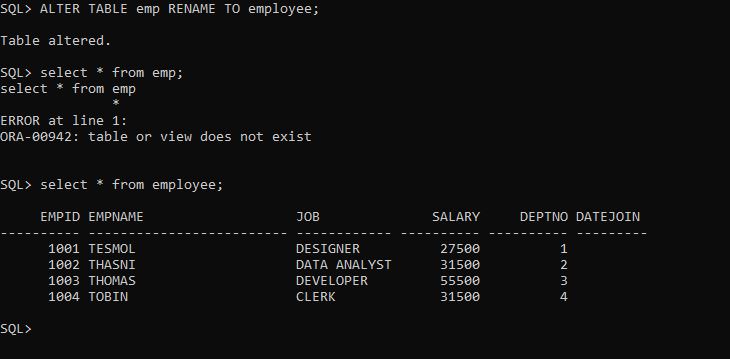 SQL> ALTER TABLE emp RENAME TO employee;
Table altered.
SQL> select * from emp;
select * from emp
              *
ERROR at line 1:
ORA-00942: table or view does not exist
SQL> select * from employee;
     EMPID EMPNAME                   JOB              SALARY     DEPTNO DATEJOIN
---------- ------------------------- ------------ ---------- ---------- ---------
      1001 TESMOL                    DESIGNER          27500          1
      1002 THASNI                    DATA ANALYST      31500          2
      1003 THOMAS                    DEVELOPER         55500          3
      1004 TOBIN                     CLERK             31500          4
SQL>